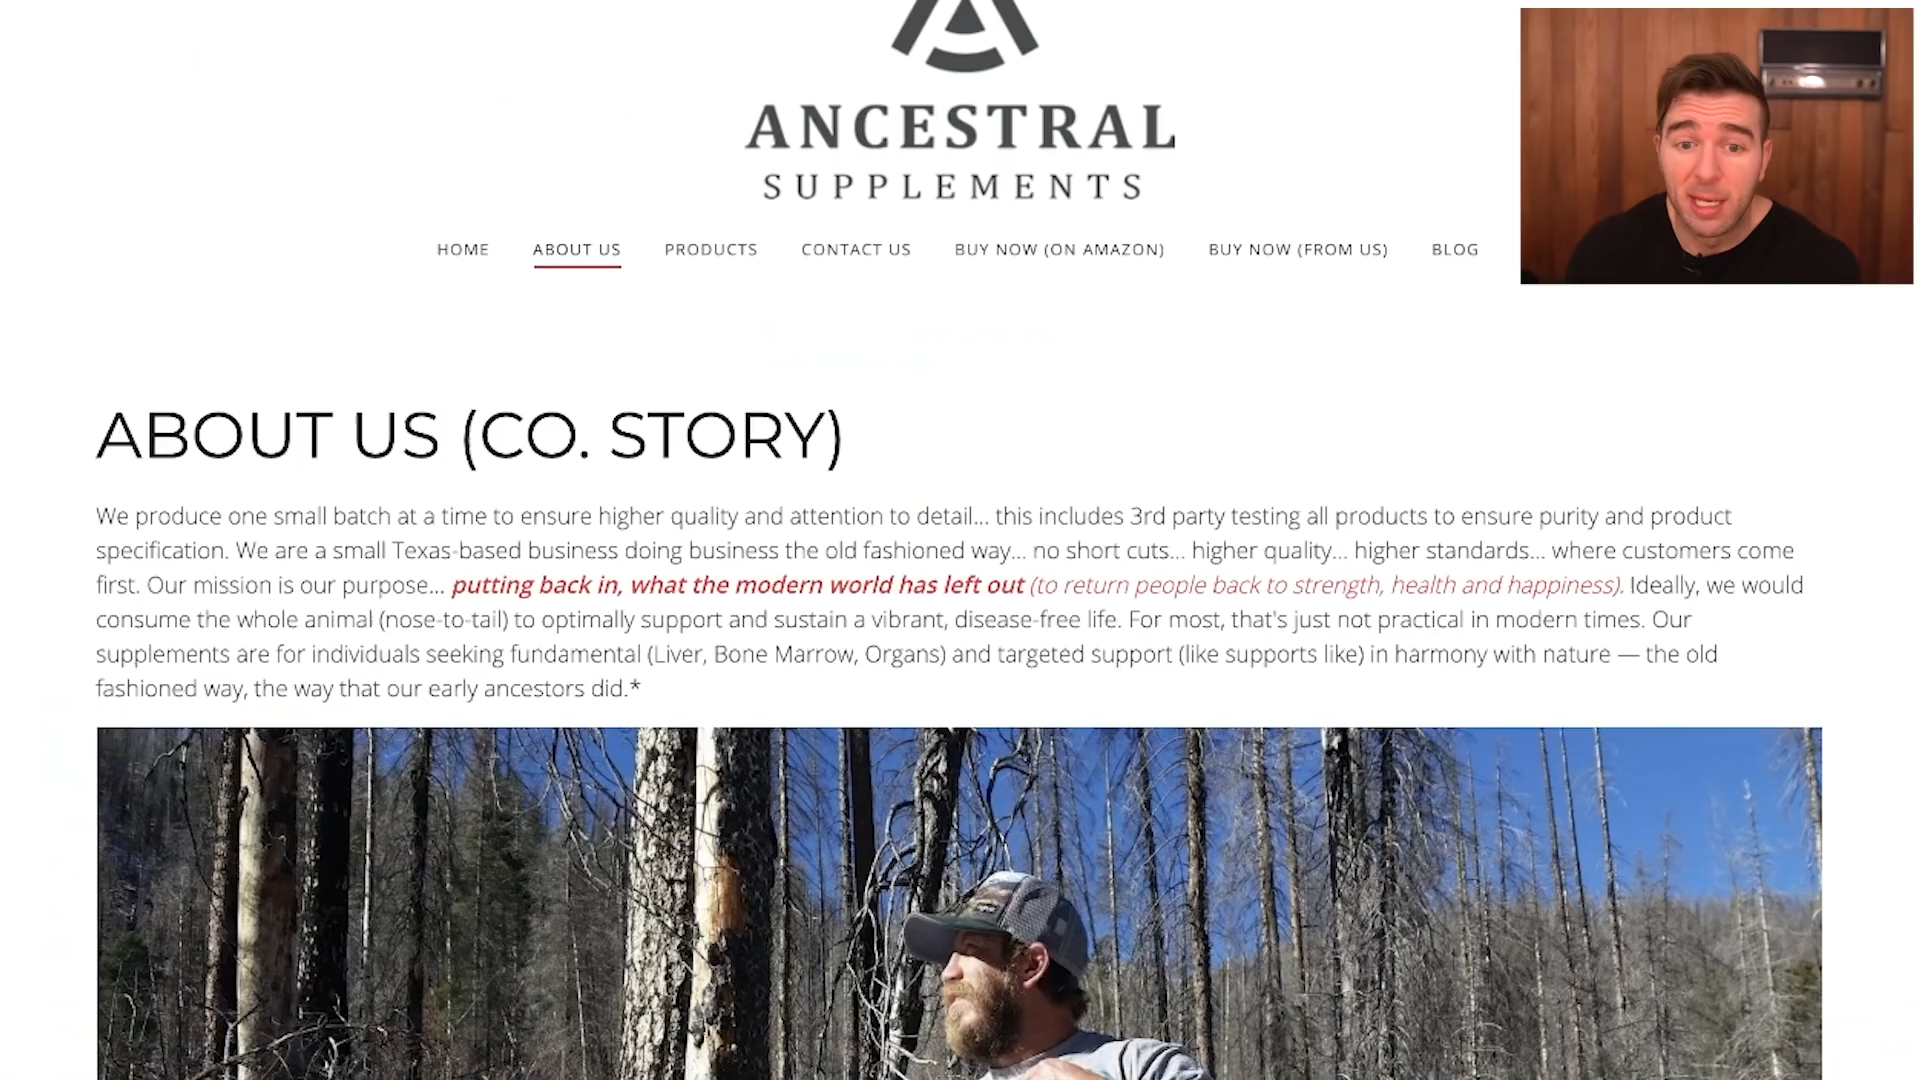 ANCESTRAL
SUPPLEMENTS
HOME ABOUT US PRODUCTS CONTACT US BUY NOW (ON AMAZON) BUY NOW (FROM US) BLOG
ABOUT US (CO. STORY)
We produce one small batch at a time to ensure higher quality and attention to detail... this includes 3rd party testing all products to ensure purity and product
specification. We are a small Texas-based business doing business the old fashioned way... no short cuts... higher quality... higher standards... where customers come
first. Our mission is our purpose... putting back in, what the modern world has left out (to return people back to strength, health and happiness). Ideally, we would
consume the whole animal (nose-to-tail) to optimally support and sustain a vibrant, disease-free life. For most, that's just not practical in modern times. Our
supplements are for individuals seeking fundamental (Liver, Bone Marrow, Organs) and targeted support (like supports like) in harmony with nature — the old
fashioned way, the way that our early ancestors did.*